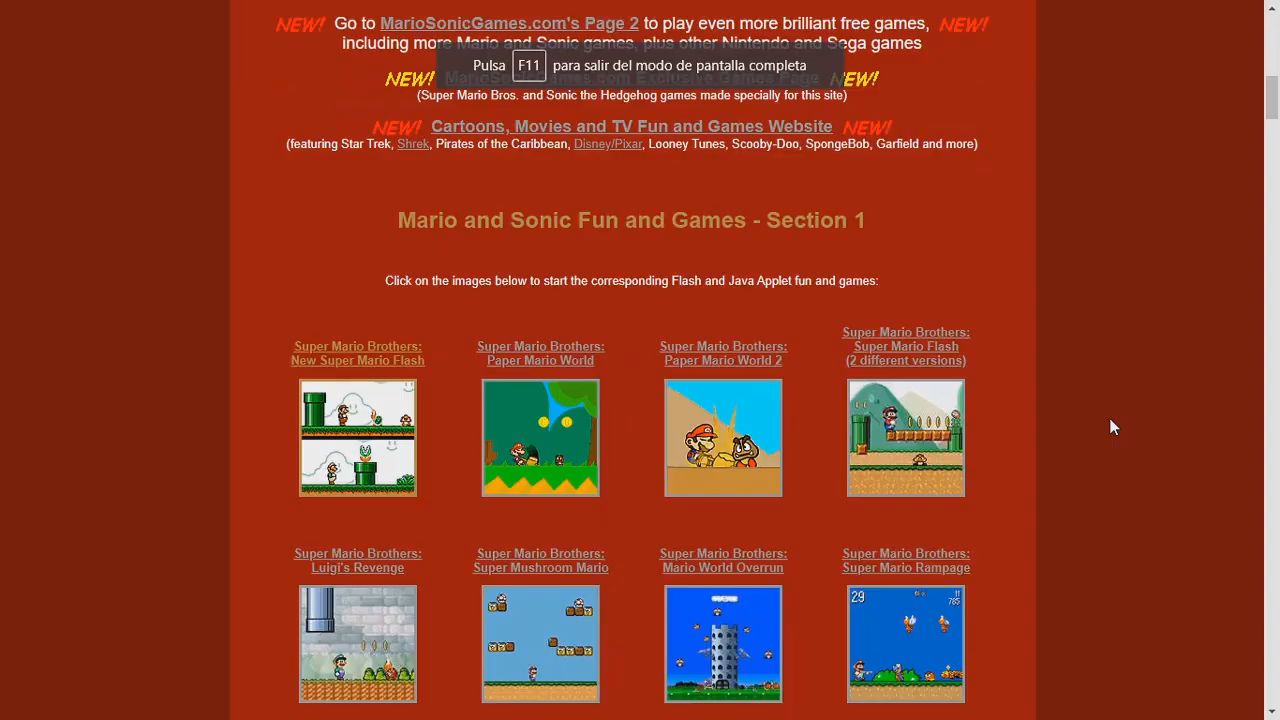 NEW! Go to MarioSonicGames.com's Page 2 to play even more brilliant free games, NEW!
including more Mario and Sonic games, plus other Nintendo and Sega games
Pulsa F11 para salir del modo de pantalla completa
NEW! MarioSonicGames.com Exclusive Games Page NEW!
(Super Mario Bros. and Sonic the Hedgehog games made specially for this site)
NEW! Cartoons, Movies and TV Fun and Games Website NEW!
(featuring Star Trek, Shrek, Pirates of the Caribbean, Disney/Pixar, Looney Tunes, Scooby-Doo, SpongeBob, Garfield and more)
Mario and Sonic Fun and Games - Section 1
Click on the images below to start the corresponding Flash and Java Applet fun and games:
Super Mario Brothers:
New Super Mario Flash
Super Mario Brothers:
Paper Mario World
Super Mario Brothers:
Paper Mario World 2
Super Mario Brothers:
Super Mario Flash
(2 different versions)
Super Mario Brothers:
Luigi's Revenge
Super Mario Brothers:
Super Mushroom Mario
Super Mario Brothers:
Mario World Overrun
Super Mario Brothers:
Super Mario Rampage
29
11
785